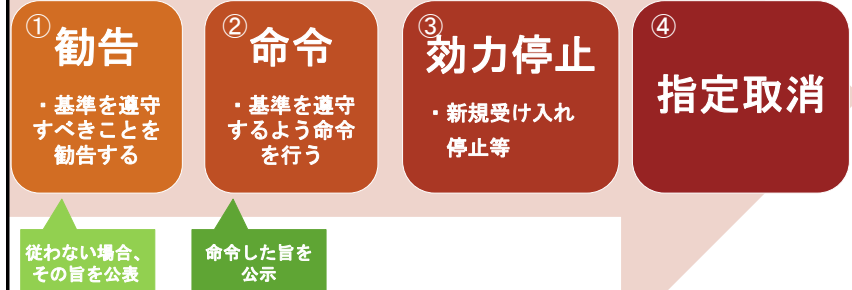 ①
勧告
・基準を遵守
すべきことを
勧告する
②
命令
・基準を遵守
するよう命令
を行う
③
効力停止
・新規受け入れ
停止等
④
指定取消
従わない場合、
その旨を公表
命令した旨を
公示